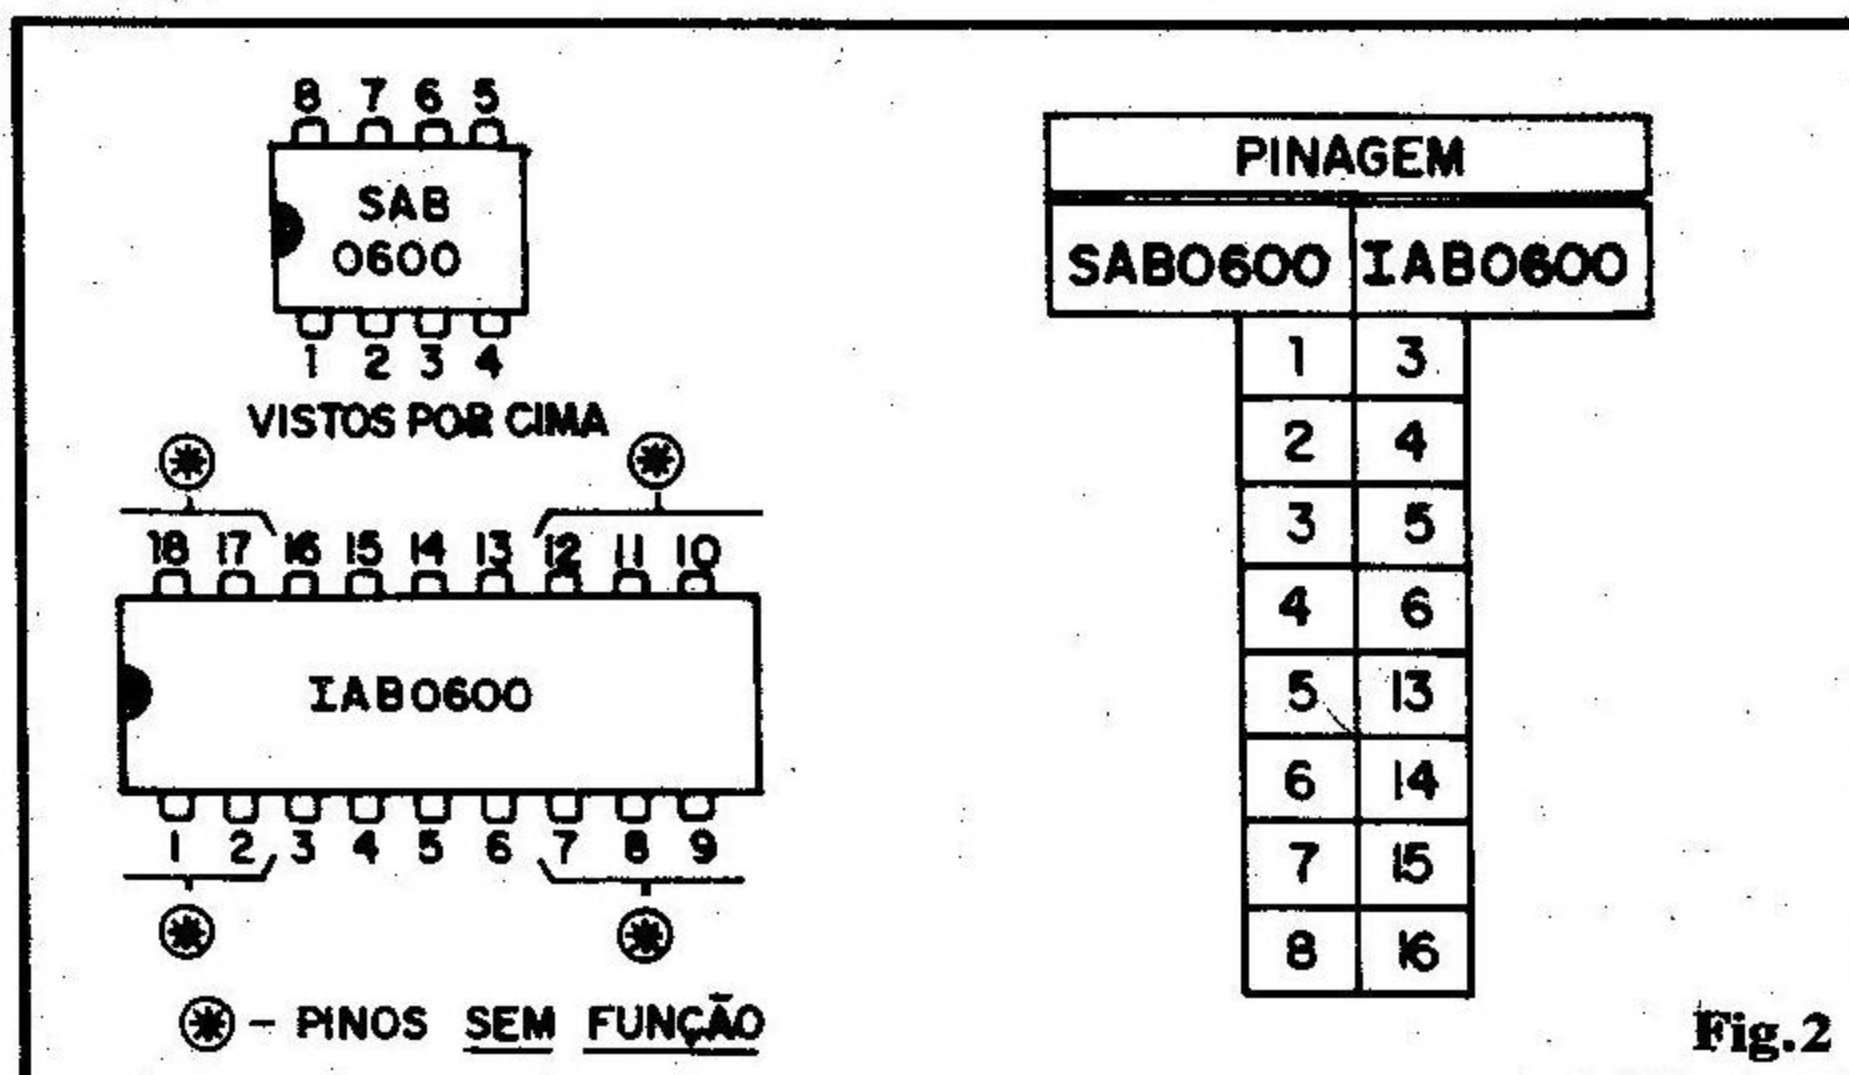 8 7 6 5
SAB
0600
1 2 3 4
VISTOS POR CIMA
18 17 16 15 14 13 12 11 10
IAB0600
1 2 3 4 5 6 7 8 9
- PINOS SEM FUNÇÃO
PINAGEM
SAB0600 IAB0600
1 3
2 4
3 5
4 6
5 13
6 14
7 15
8 16
Fig.2